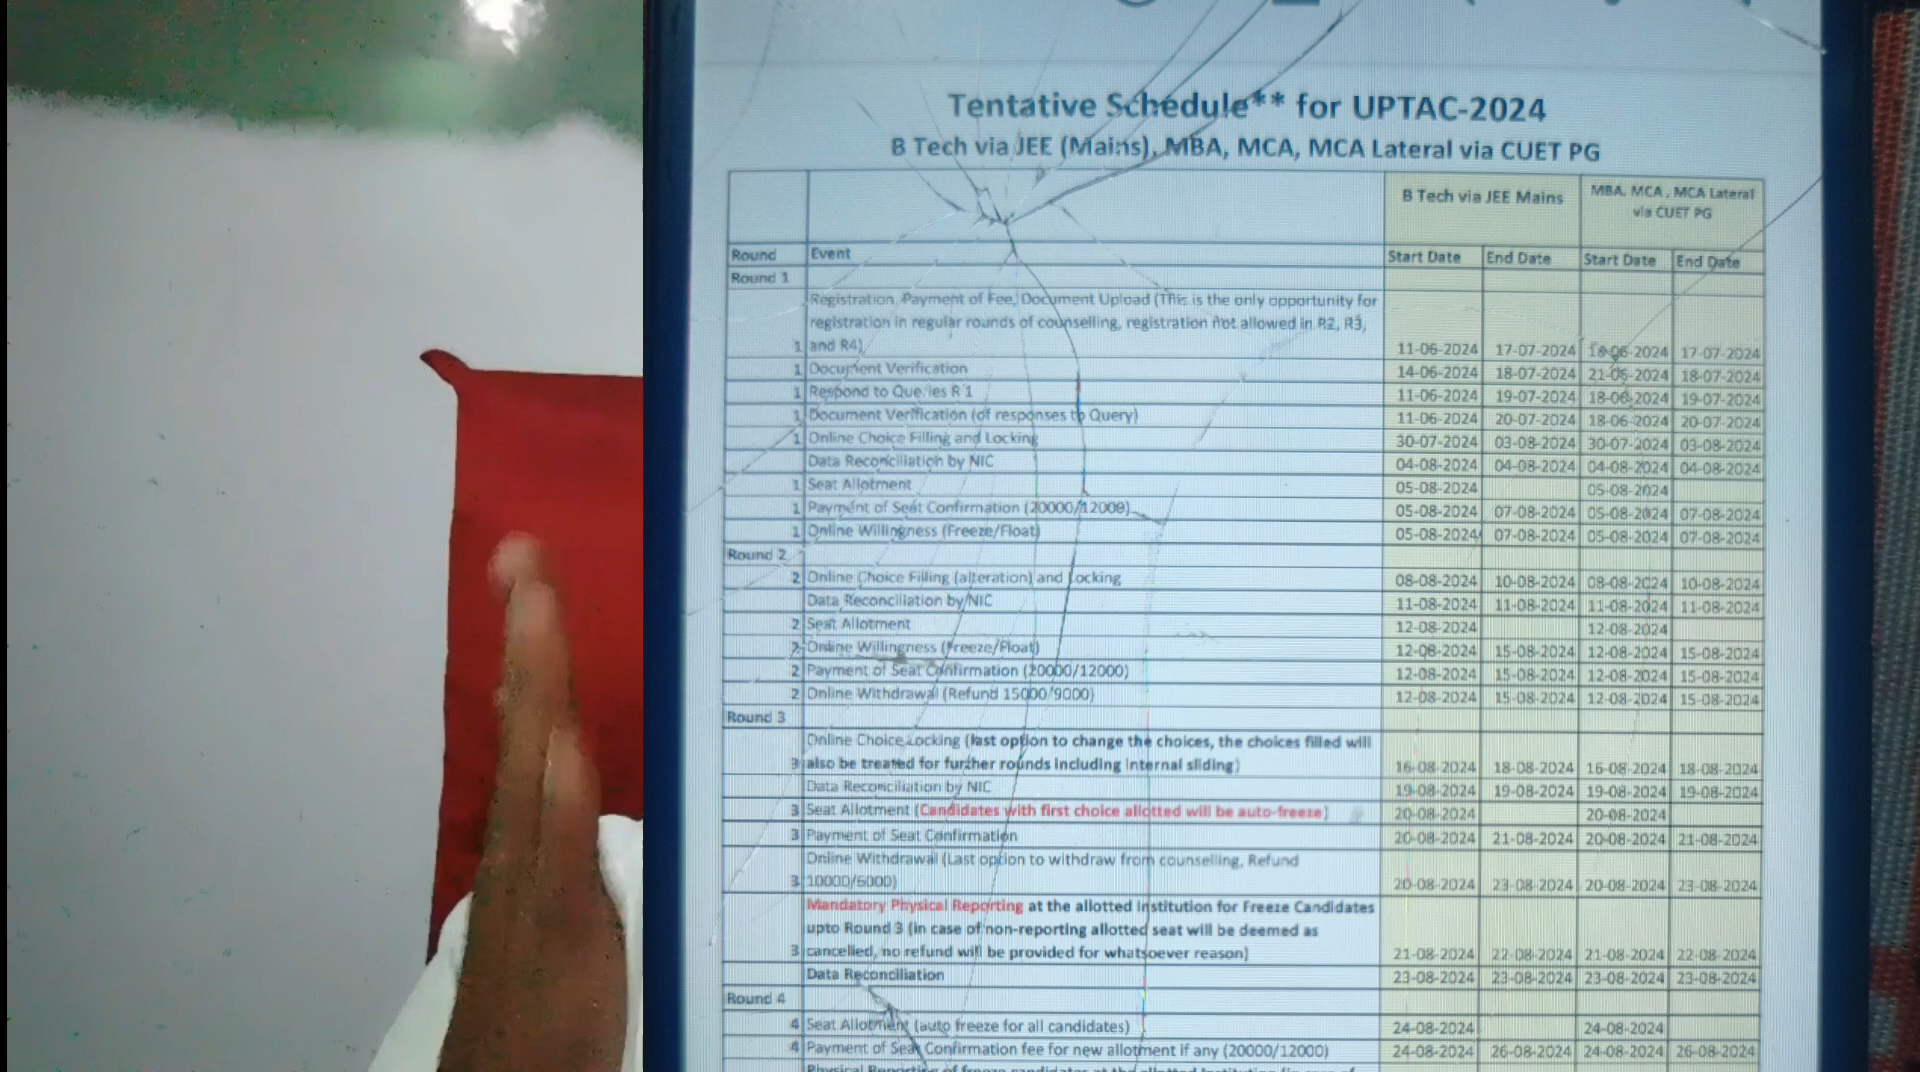 Tentative Schedule** for UPTAC-2024
B Tech via JEE (Mains), MBA, MCA, MCA Lateral via CUET PG
B Tech via JEE Mains MBA, MCA , MCA Lateral via CUET PG
Round Event Start Date End Date Start Date End Date
Round 1
Registration, Payment of Fee, Document Upload (This is the only opportunity for
registration in regular rounds of counselling, registration not allowed in R2, R3,
1 and R4) 11-06-2024 17-07-2024 18-06-2024 17-07-2024
1 Document Verification 14-06-2024 18-07-2024 21-06-2024 18-07-2024
1 Respond to Queries R 1 11-06-2024 19-07-2024 18-06-2024 19-07-2024
1 Document Verification (of responses to Query) 11-06-2024 20-07-2024 18-06-2024 20-07-2024
1 Online Choice Filling and Locking 30-07-2024 03-08-2024 30-07-2024 03-08-2024
Data Reconciliation by NIC 04-08-2024 04-08-2024 04-08-2024 04-08-2024
1 Seat Allotment 05-08-2024 05-08-2024
1 Payment of Seat Confirmation (20000/12000) 05-08-2024 07-08-2024 05-08-2024 07-08-2024
1 Online Willingness (Freeze/Float) 05-08-2024 07-08-2024 05-08-2024 07-08-2024
Round 2
2 Online Choice Filling (alteration) and Locking 08-08-2024 10-08-2024 08-08-2024 10-08-2024
Data Reconciliation by NIC 11-08-2024 11-08-2024 11-08-2024 11-08-2024
2 Seat Allotment 12-08-2024 12-08-2024
2 Online Willingness (Freeze/Float) 12-08-2024 15-08-2024 12-08-2024 15-08-2024
2 Payment of Seat Confirmation (20000/12000) 12-08-2024 15-08-2024 12-08-2024 15-08-2024
2 Online Withdrawal (Refund 15000/9000) 12-08-2024 15-08-2024 12-08-2024 15-08-2024
Round 3
Online Choice Locking (last option to change the choices, the choices filled will
3 also be treated for further rounds including internal sliding) 16-08-2024 18-08-2024 16-08-2024 18-08-2024
Data Reconciliation by NIC 19-08-2024 19-08-2024 19-08-2024 19-08-2024
3 Seat Allotment (Candidates with first choice allotted will be auto-freeze) 20-08-2024 20-08-2024
3 Payment of Seat Confirmation 20-08-2024 21-08-2024 20-08-2024 21-08-2024
Online Withdrawal (Last option to withdraw from counselling, Refund
3 10000/6000) 20-08-2024 23-08-2024 20-08-2024 23-08-2024
Mandatory Physical Reporting at the allotted Institution for Freeze Candidates
upto Round 3 (in case of non-reporting allotted seat will be deemed as
3 cancelled, no refund will be provided for whatsoever reason) 21-08-2024 22-08-2024 21-08-2024 22-08-2024
Data Reconciliation 23-08-2024 23-08-2024 23-08-2024 23-08-2024
Round 4
4 Seat Allotment (auto freeze for all candidates) 24-08-2024 24-08-2024
4 Payment of Seat Confirmation fee for new allotment if any (20000/12000) 24-08-2024 26-08-2024 24-08-2024 26-08-2024